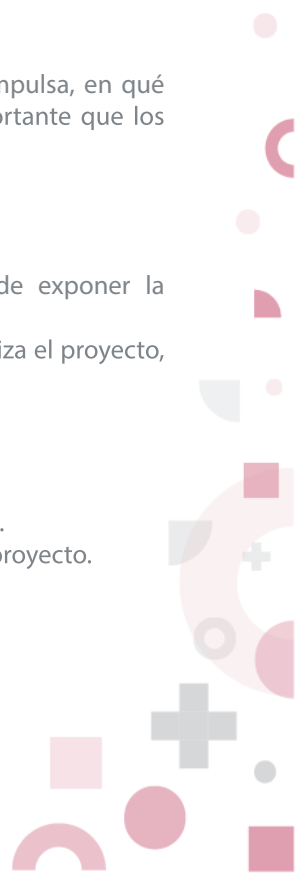 mpulsa, en qué
ortante que los
de exponer la
iza el proyecto,
.
proyecto.